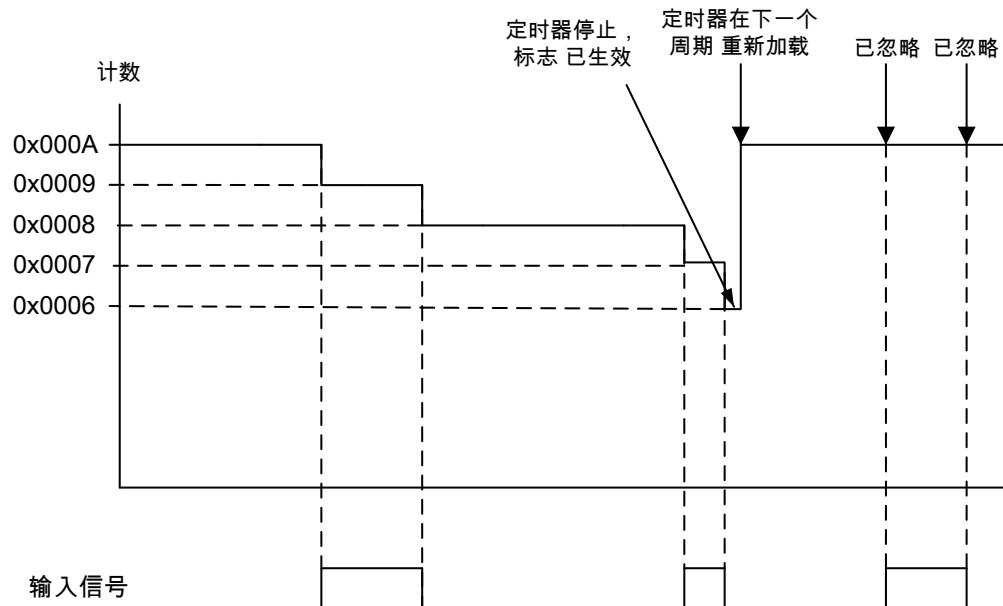 定时器停止，
标志 已生效
定时器在下一个
周期 重新加载
已忽略 已忽略
计数
0x000A
0x0009
0x0008
0x0007
0x0006
输入信号